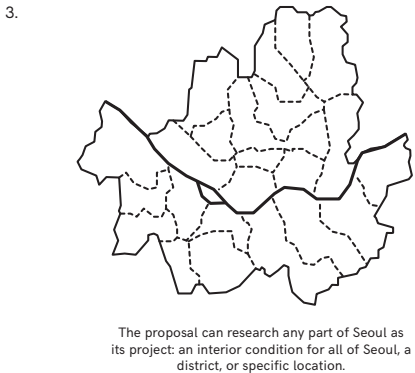 3.
The proposal can research any part of Seoul as
its project: an interior condition for all of Seoul, a
district, or specific location.